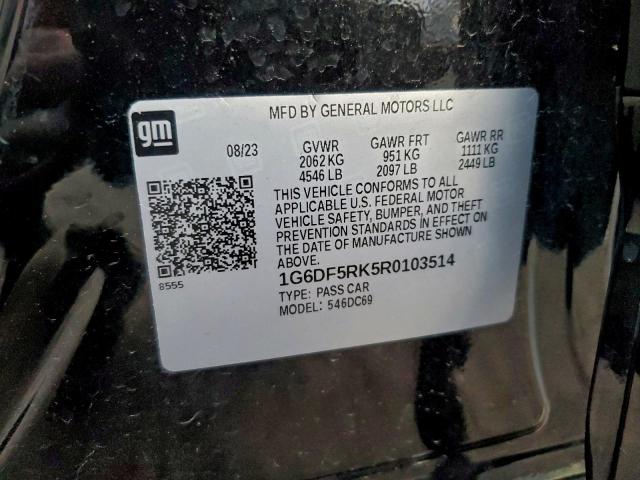 MFD BY GENERAL MOTORS LLC
gm
08/23 GVWR GAWR FRT GAWR RR
2062 KG 951 KG 1111 KG
4546 LB 2097 LB 2449 LB
THIS VEHICLE CONFORMS TO ALL
APPLICABLE U.S. FEDERAL MOTOR
VEHICLE SAFETY, BUMPER, AND THEFT
PREVENTION STANDARDS IN EFFECT ON
THE DATE OF MANUFACTURE SHOWN
ABOVE.
1G6DF5RK5R0103514
8555
TYPE: PASS CAR
MODEL: 546DC69